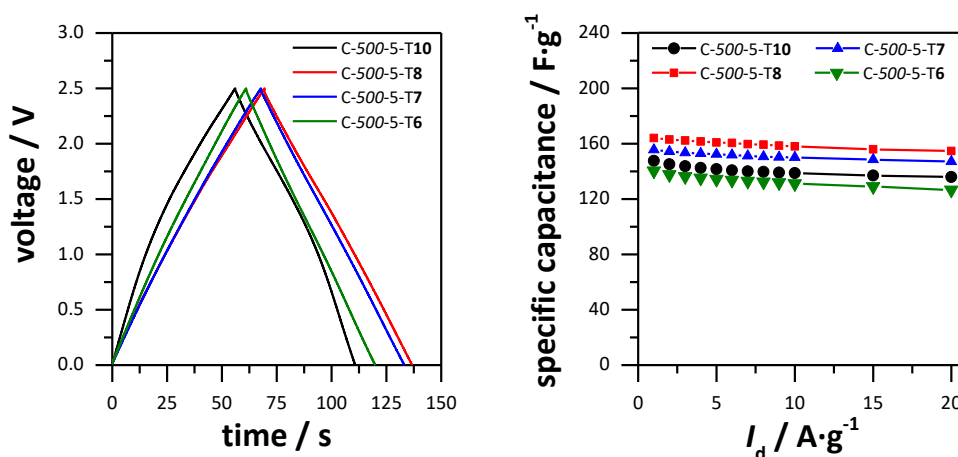 voltage / V
3.0
2.5
2.0
1.5
1.0
0.5
0.0
C-500-5-T10
C-500-5-T8
C-500-5-T7
C-500-5-T6
0 25 50 75 100 125 150
time / s
specific capacitance / F·g⁻¹
240
200
160
120
80
40
0
C-500-5-T10 C-500-5-T7
C-500-5-T8 C-500-5-T6
0 5 10 15 20
I_d / A·g⁻¹